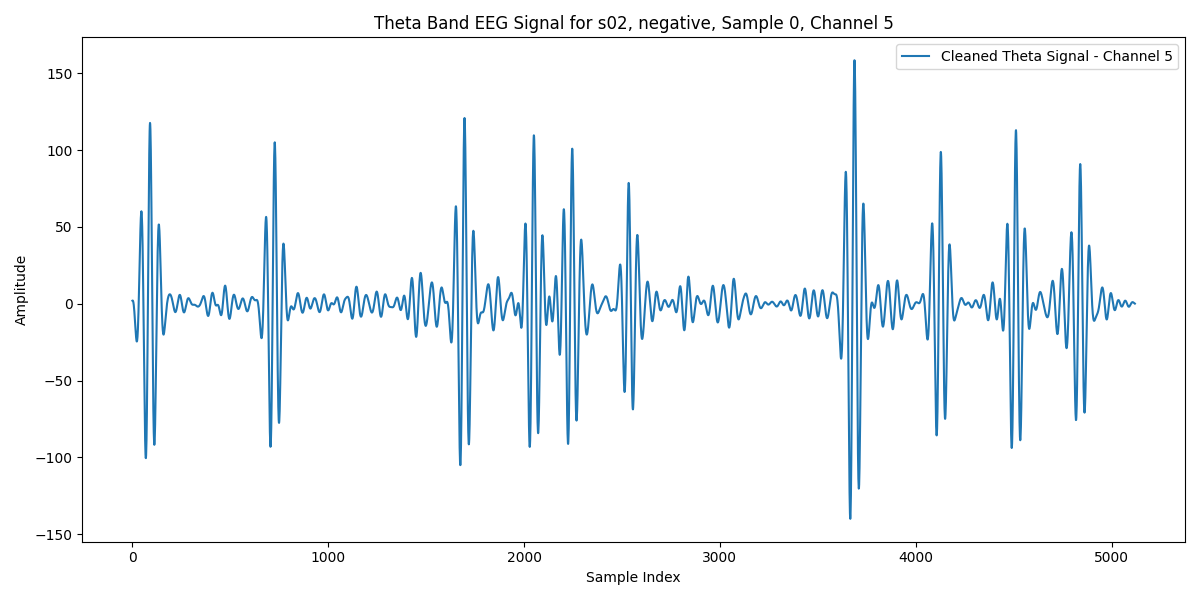 Theta Band EEG Signal for s02, negative, Sample 0, Channel 5
Cleaned Theta Signal - Channel 5
150
100
50
0
−50
−100
−150
Amplitude
0 1000 2000 3000 4000 5000
Sample Index